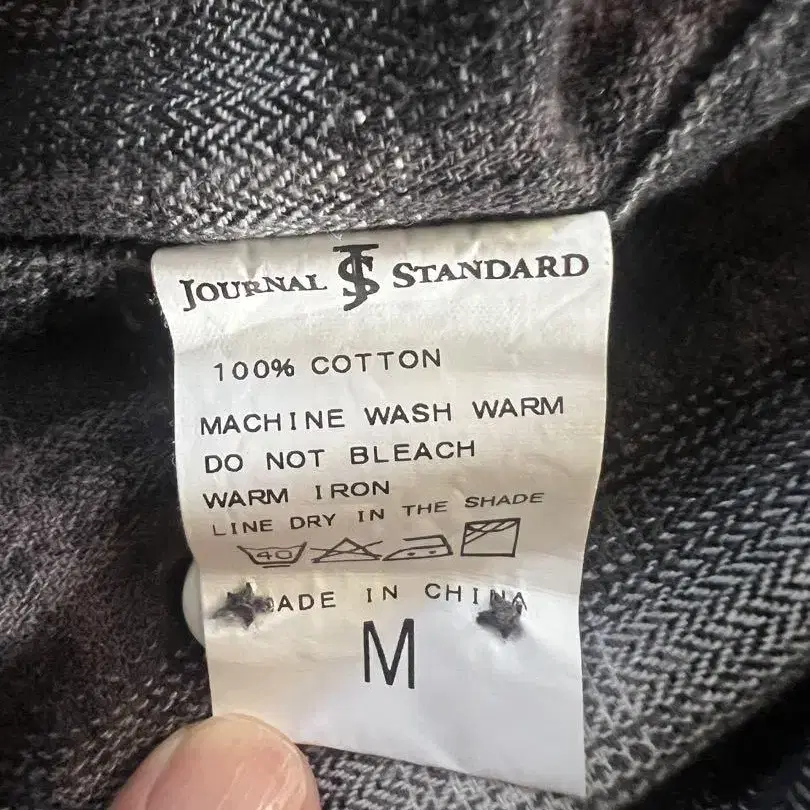 JOURNAL JS STANDARD
100% COTTON
MACHINE WASH WARM
DO NOT BLEACH
WARM IRON
LINE DRY IN THE SHADE
40
MADE IN CHINA
M